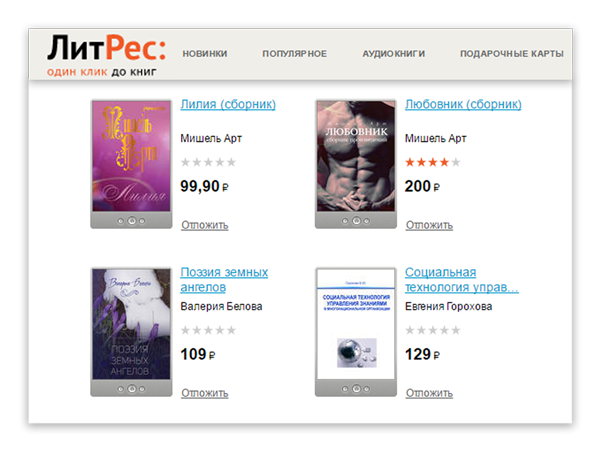 ЛитРес:
один клик до книг
НОВИНКИ ПОПУЛЯРНОЕ АУДИОКНИГИ ПОДАРОЧНЫЕ КАРТЫ
Мишель
Арт
Лилия
Лилия (сборник)
Мишель Арт
99,90 ₽
Отложить
ЛЮБОВНИК
сборник произведений
Любовник (сборник)
Мишель Арт
200 ₽
Отложить
Валерия Белова
ПОЭЗИЯ
ЗЕМНЫХ
АНГЕЛОВ
Поэзия земных
ангелов
Валерия Белова
109 ₽
Отложить
СОЦИАЛЬНАЯ ТЕХНОЛОГИЯ
УПРАВЛЕНИЯ ЗНАНИЯМИ
В МНОГОНАЦИОНАЛЬНОЙ ОРГАНИЗАЦИИ
Социальная
технология управ...
Евгения Горохова
129 ₽
Отложить